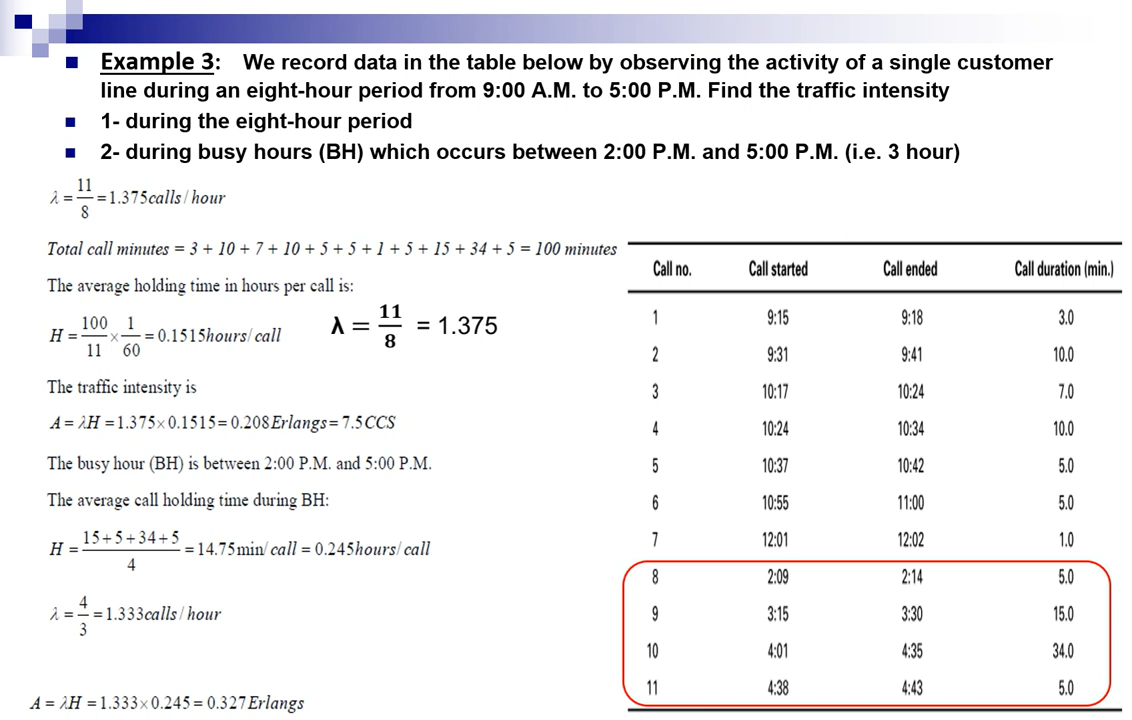 Example 3: We record data in the table below by observing the activity of a single customer
line during an eight-hour period from 9:00 A.M. to 5:00 P.M. Find the traffic intensity
1- during the eight-hour period
2- during busy hours (BH) which occurs between 2:00 P.M. and 5:00 P.M. (i.e. 3 hour)
λ = 11/8 = 1.375calls/hour
Total call minutes = 3 + 10 + 7 + 10 + 5 + 5 + 1 + 5 + 15 + 34 + 5 = 100 minutes
The average holding time in hours per call is:
H = 100/11 × 1/60 = 0.1515hours/call
λ = 11/8 = 1.375
The traffic intensity is
A = λH = 1.375×0.1515 = 0.208Erlangs = 7.5CCS
The busy hour (BH) is between 2:00 P.M. and 5:00 P.M.
The average call holding time during BH:
H = 15+5+34+5/4 = 14.75min/call = 0.245hours/call
λ = 4/3 = 1.333calls/hour
A = λH = 1.333×0.245 = 0.327Erlangs
Call no. Call started Call ended Call duration (min.)
1 9:15 9:18 3.0
2 9:31 9:41 10.0
3 10:17 10:24 7.0
4 10:24 10:34 10.0
5 10:37 10:42 5.0
6 10:55 11:00 5.0
7 12:01 12:02 1.0
8 2:09 2:14 5.0
9 3:15 3:30 15.0
10 4:01 4:35 34.0
11 4:38 4:43 5.0